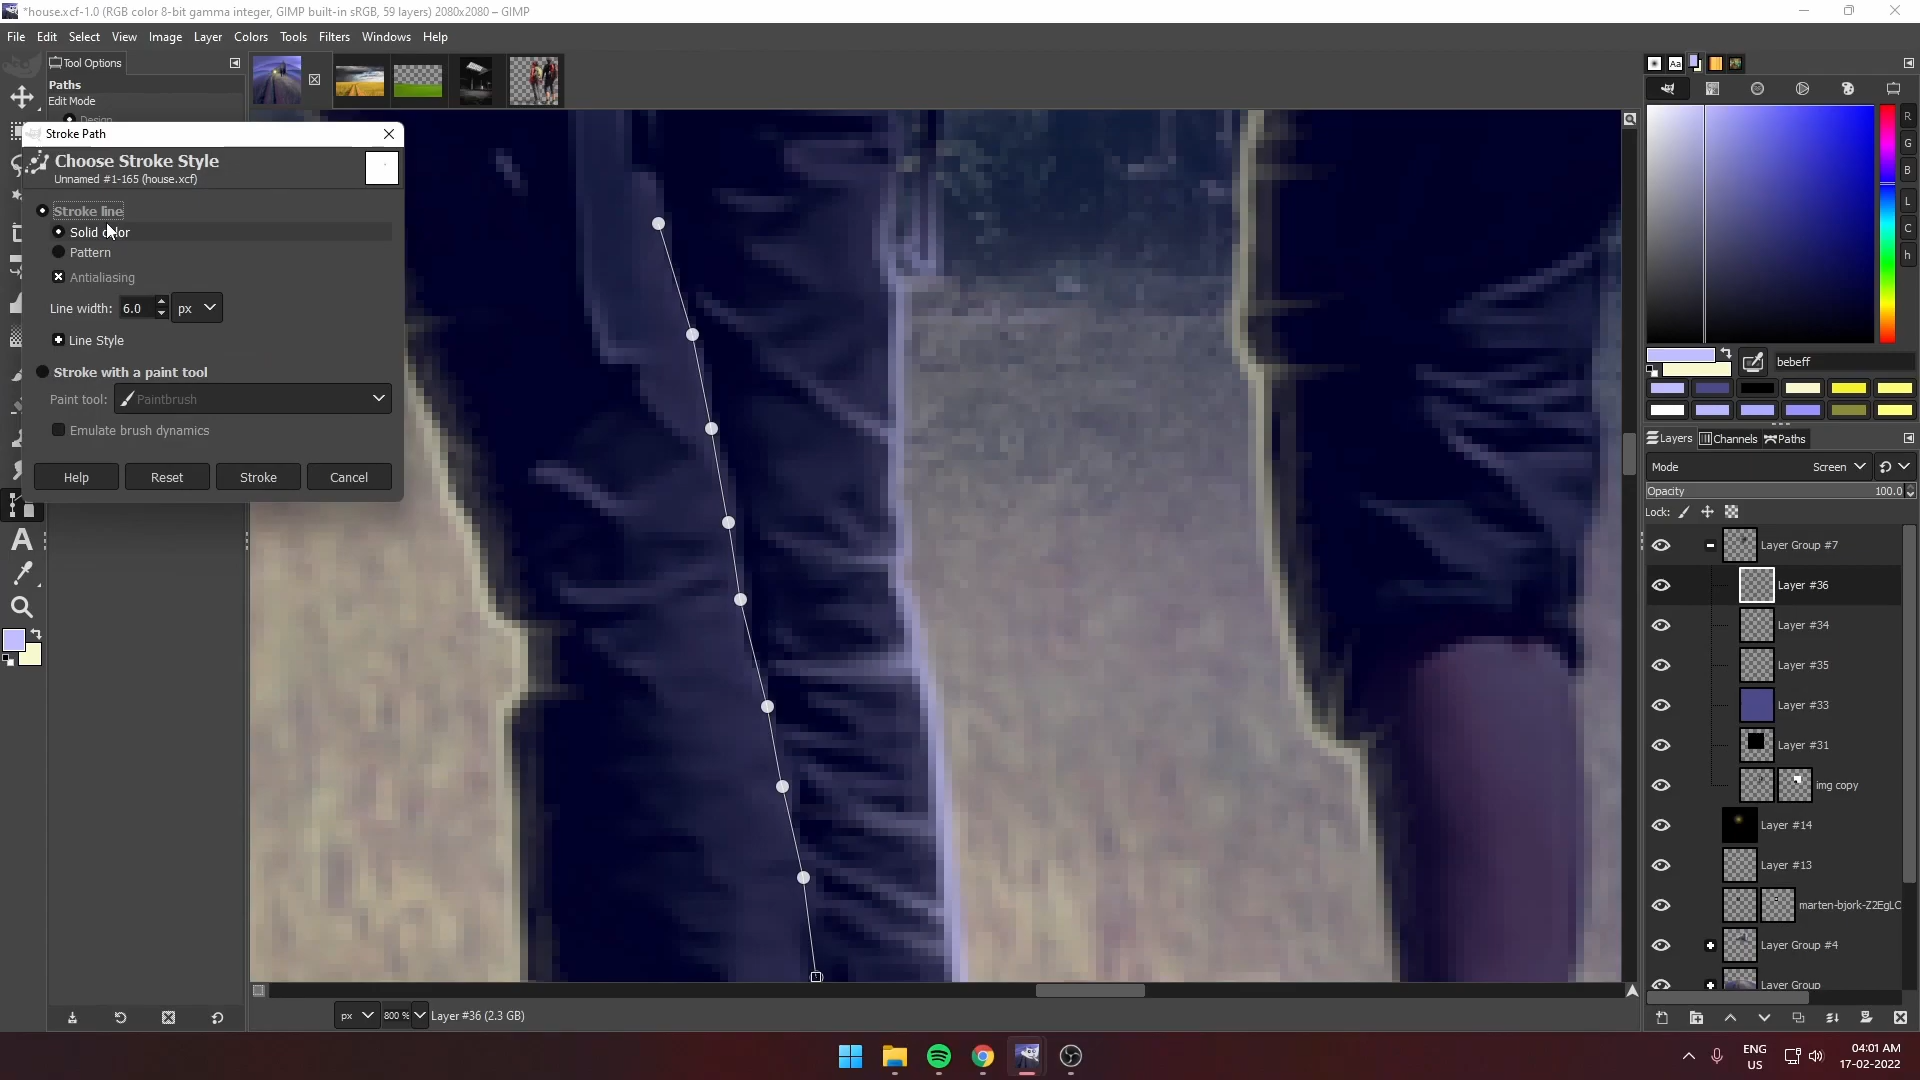 *house.xcf-1.0 (RGB color 8-bit gamma integer, GIMP built-in sRGB, 59 layers) 2080x2080 – GIMP
File Edit Select View Image Layer Colors Tools Filters Windows Help
Tool Options
Paths
Edit Mode
Design
Stroke Path
Choose Stroke Style
Unnamed #1-165 (house.xcf)
Stroke line
Solid color
Pattern
Antialiasing
Line width: 6.0 px
Line Style
Stroke with a paint tool
Paint tool: Paintbrush
Emulate brush dynamics
Help Reset Stroke Cancel
A
px 800 % Layer #36 (2.3 GB)
Aa
R
G
B
L
C
h
bebeff
Layers Channels Paths
Mode Screen
Opacity 100.0
Lock:
Layer Group #7
Layer #36
Layer #34
Layer #35
Layer #33
Layer #31
img copy
Layer #14
Layer #13
marten-bjork-Z2EgLC
Layer Group #4
Layer Group
ENG
US
04:01 AM
17-02-2022